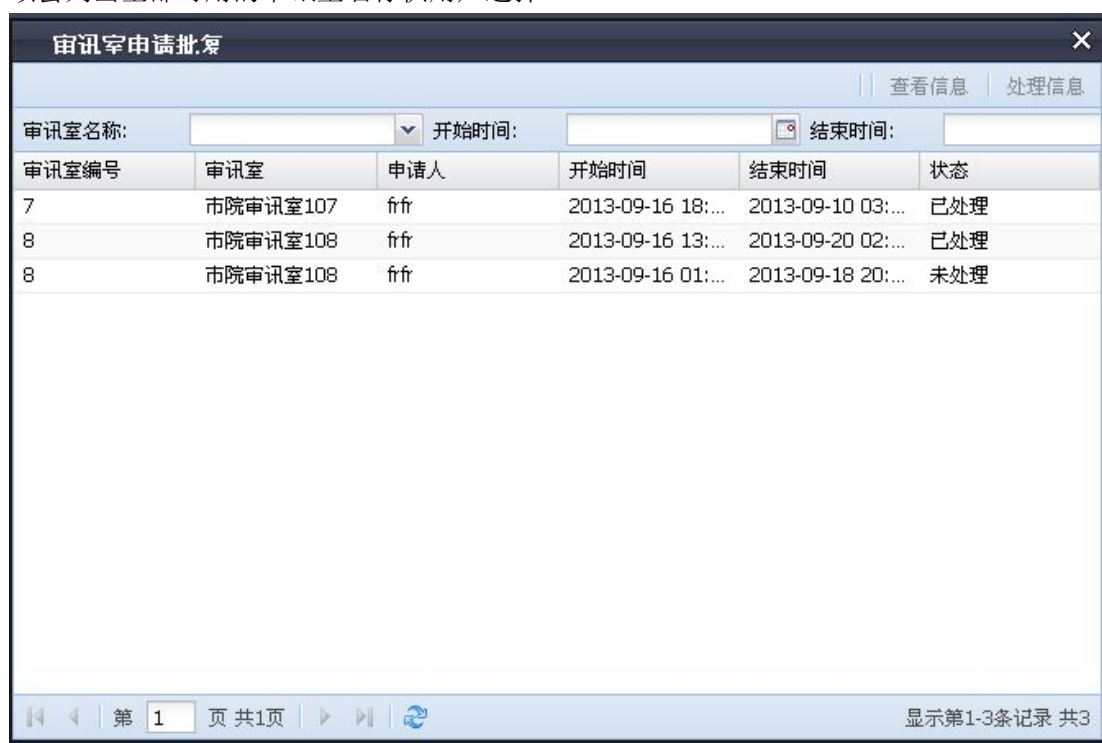 审讯室申请批复
查看信息 处理信息
审讯室名称: 开始时间: 结束时间:
审讯室编号 审讯室 申请人 开始时间 结束时间 状态
7 市院审讯室107 frfr 2013-09-16 18:... 2013-09-10 03:... 已处理
8 市院审讯室108 frfr 2013-09-16 13:... 2013-09-20 02:... 已处理
8 市院审讯室108 frfr 2013-09-16 01:... 2013-09-18 20:... 未处理
第 1 页 共1页 显示第1-3条记录 共3